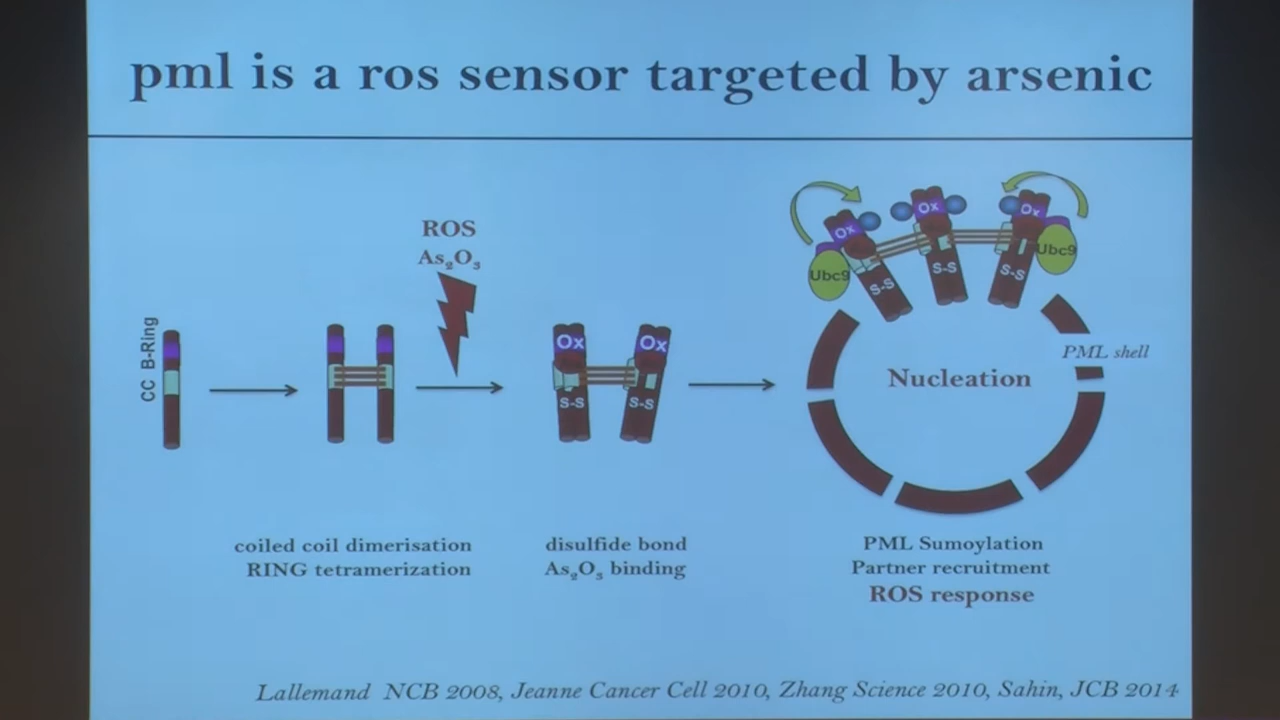 pml is a ros sensor targeted by arsenic
ROS
As₂O₃
CC B-Ring
Ox
Ox
S-S
S-S
Ox
Ox
Ox
Ubc9
Ubc9
S-S
S-S
S-S
PML shell
Nucleation
coiled coil dimerisation
RING tetramerization
disulfide bond
As₂O₃ binding
PML Sumoylation
Partner recruitment
ROS response
Lallemand NCB 2008, Jeanne Cancer Cell 2010, Zhang Science 2010, Sahin, JCB 2014